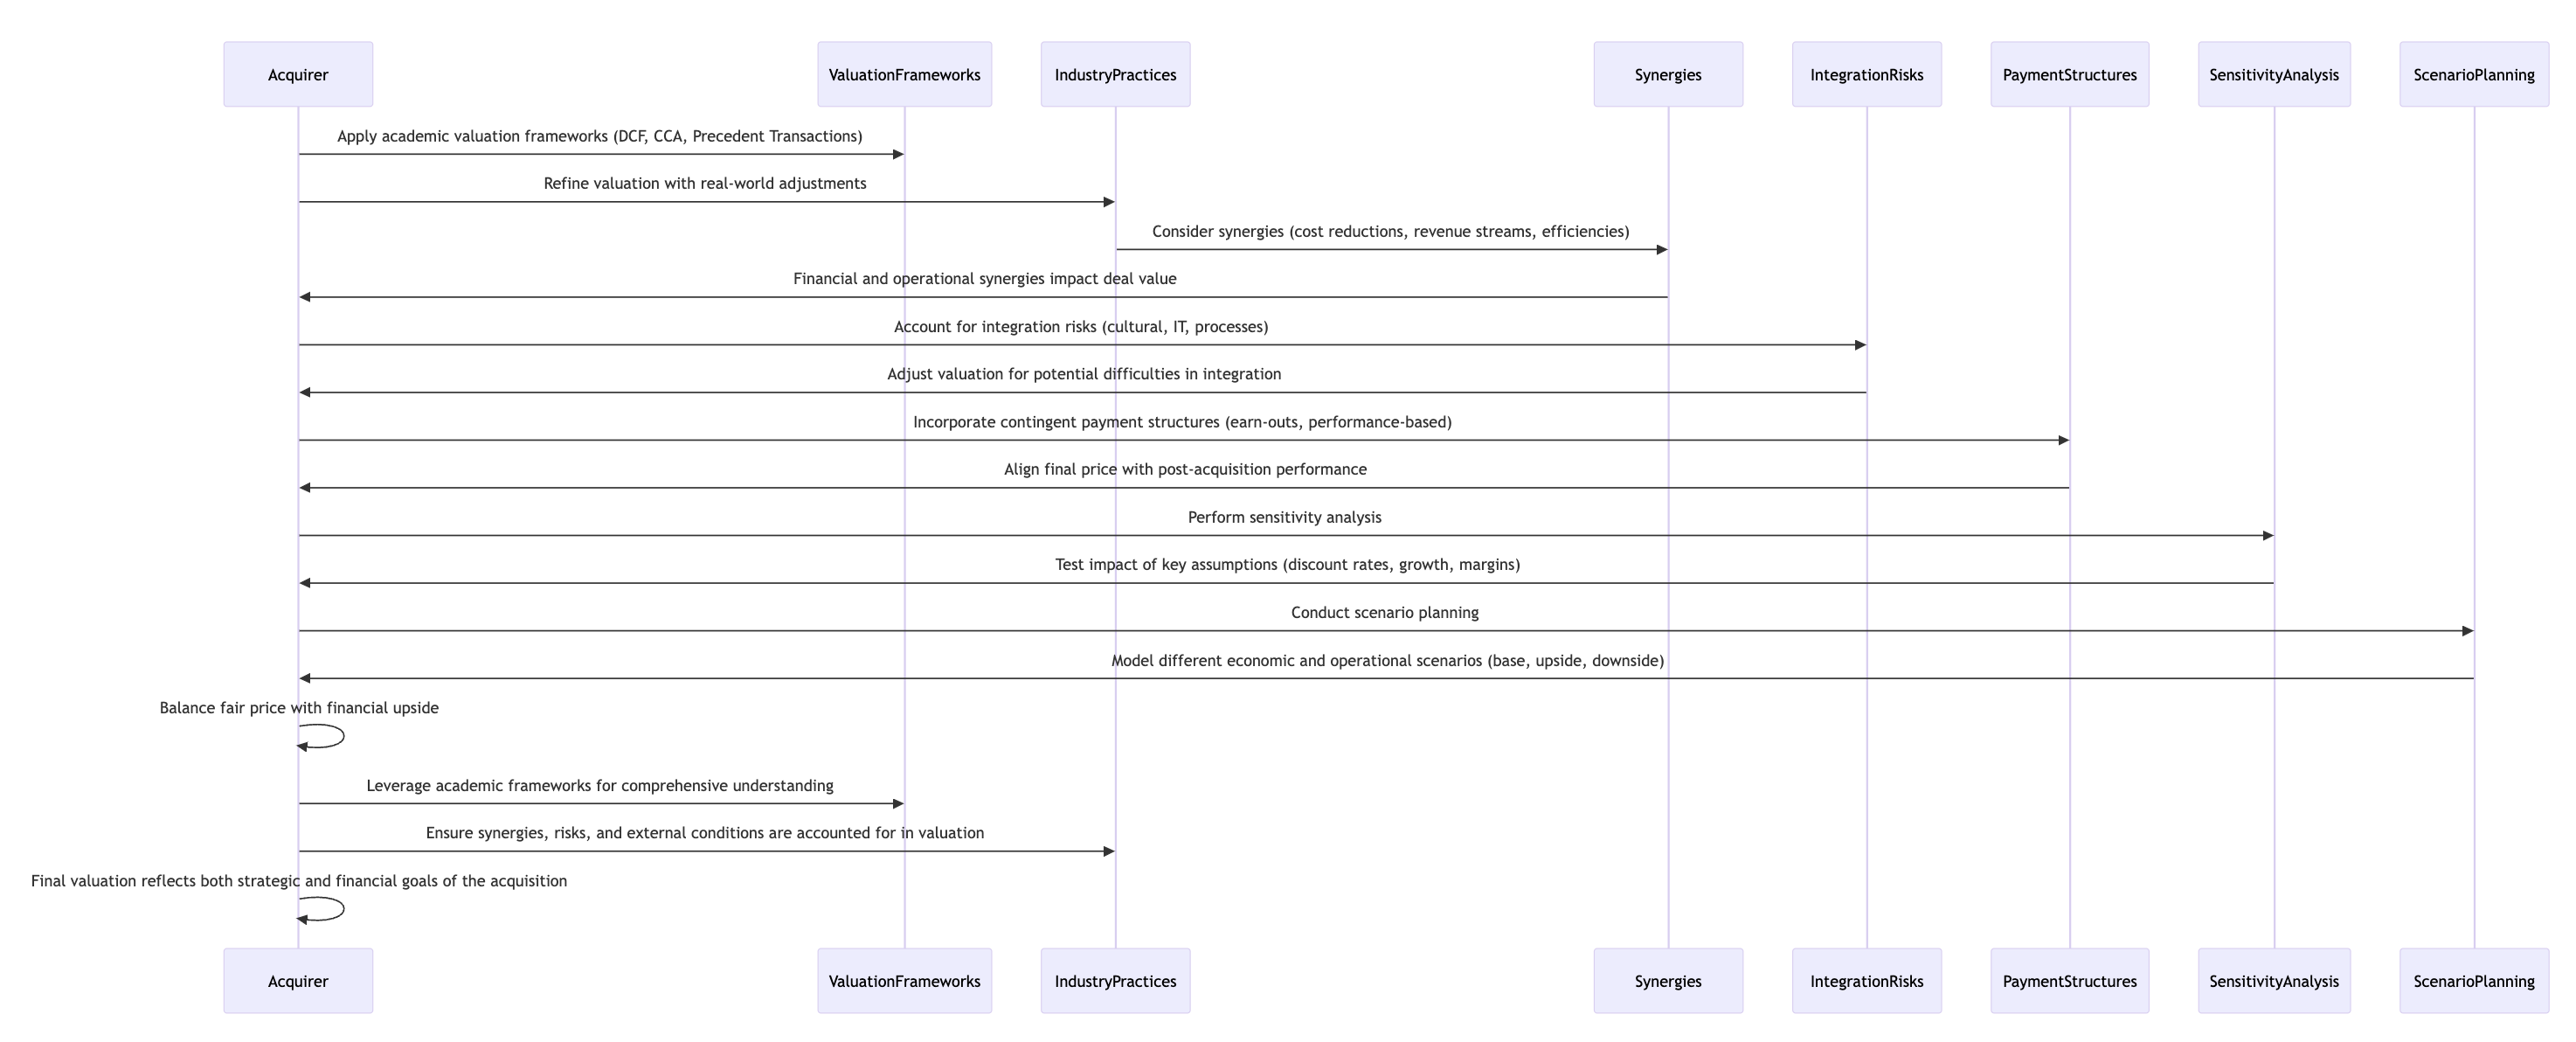 Acquirer
ValuationFrameworks
IndustryPractices
Synergies
IntegrationRisks
PaymentStructures
SensitivityAnalysis
ScenarioPlanning
Apply academic valuation frameworks (DCF, CCA, Precedent Transactions)
Refine valuation with real-world adjustments
Consider synergies (cost reductions, revenue streams, efficiencies)
Financial and operational synergies impact deal value
Account for integration risks (cultural, IT, processes)
Adjust valuation for potential difficulties in integration
Incorporate contingent payment structures (earn-outs, performance-based)
Align final price with post-acquisition performance
Perform sensitivity analysis
Test impact of key assumptions (discount rates, growth, margins)
Conduct scenario planning
Model different economic and operational scenarios (base, upside, downside)
Balance fair price with financial upside
Leverage academic frameworks for comprehensive understanding
Ensure synergies, risks, and external conditions are accounted for in valuation
Final valuation reflects both strategic and financial goals of the acquisition
Acquirer
ValuationFrameworks
IndustryPractices
Synergies
IntegrationRisks
PaymentStructures
SensitivityAnalysis
ScenarioPlanning